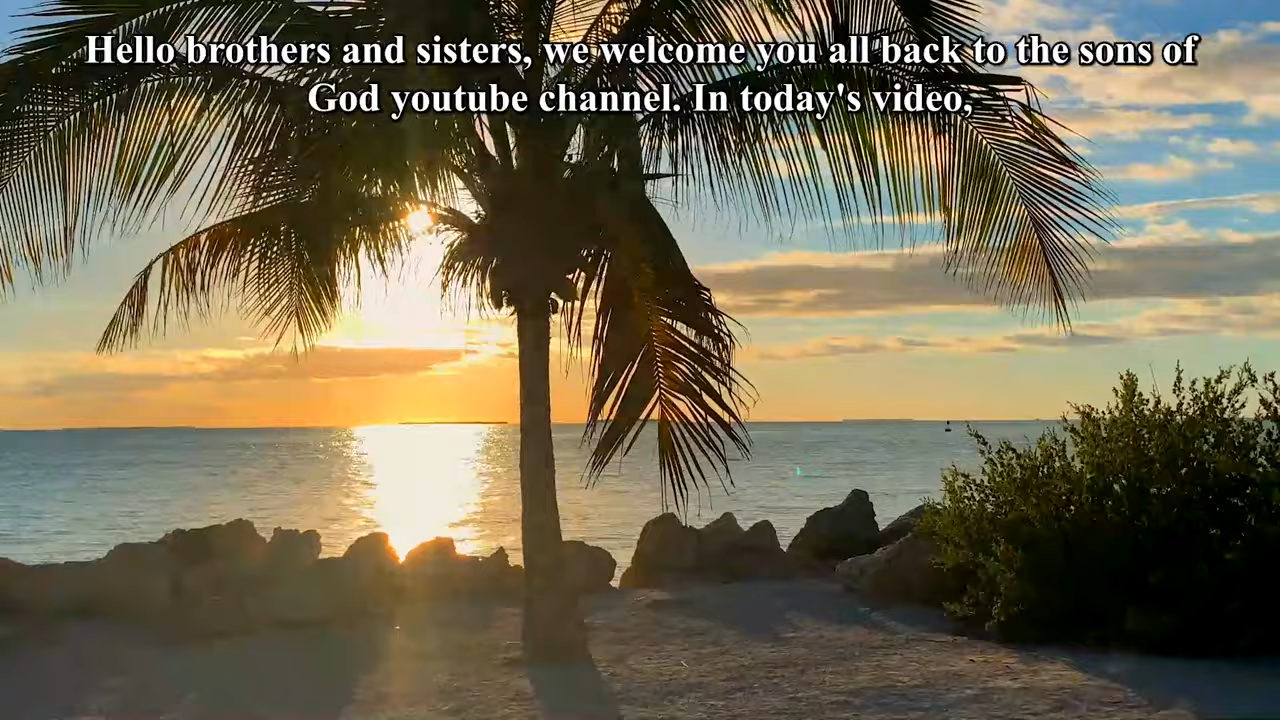 Hello brothers and sisters, we welcome you all back to the sons of
God youtube channel. In today's video,